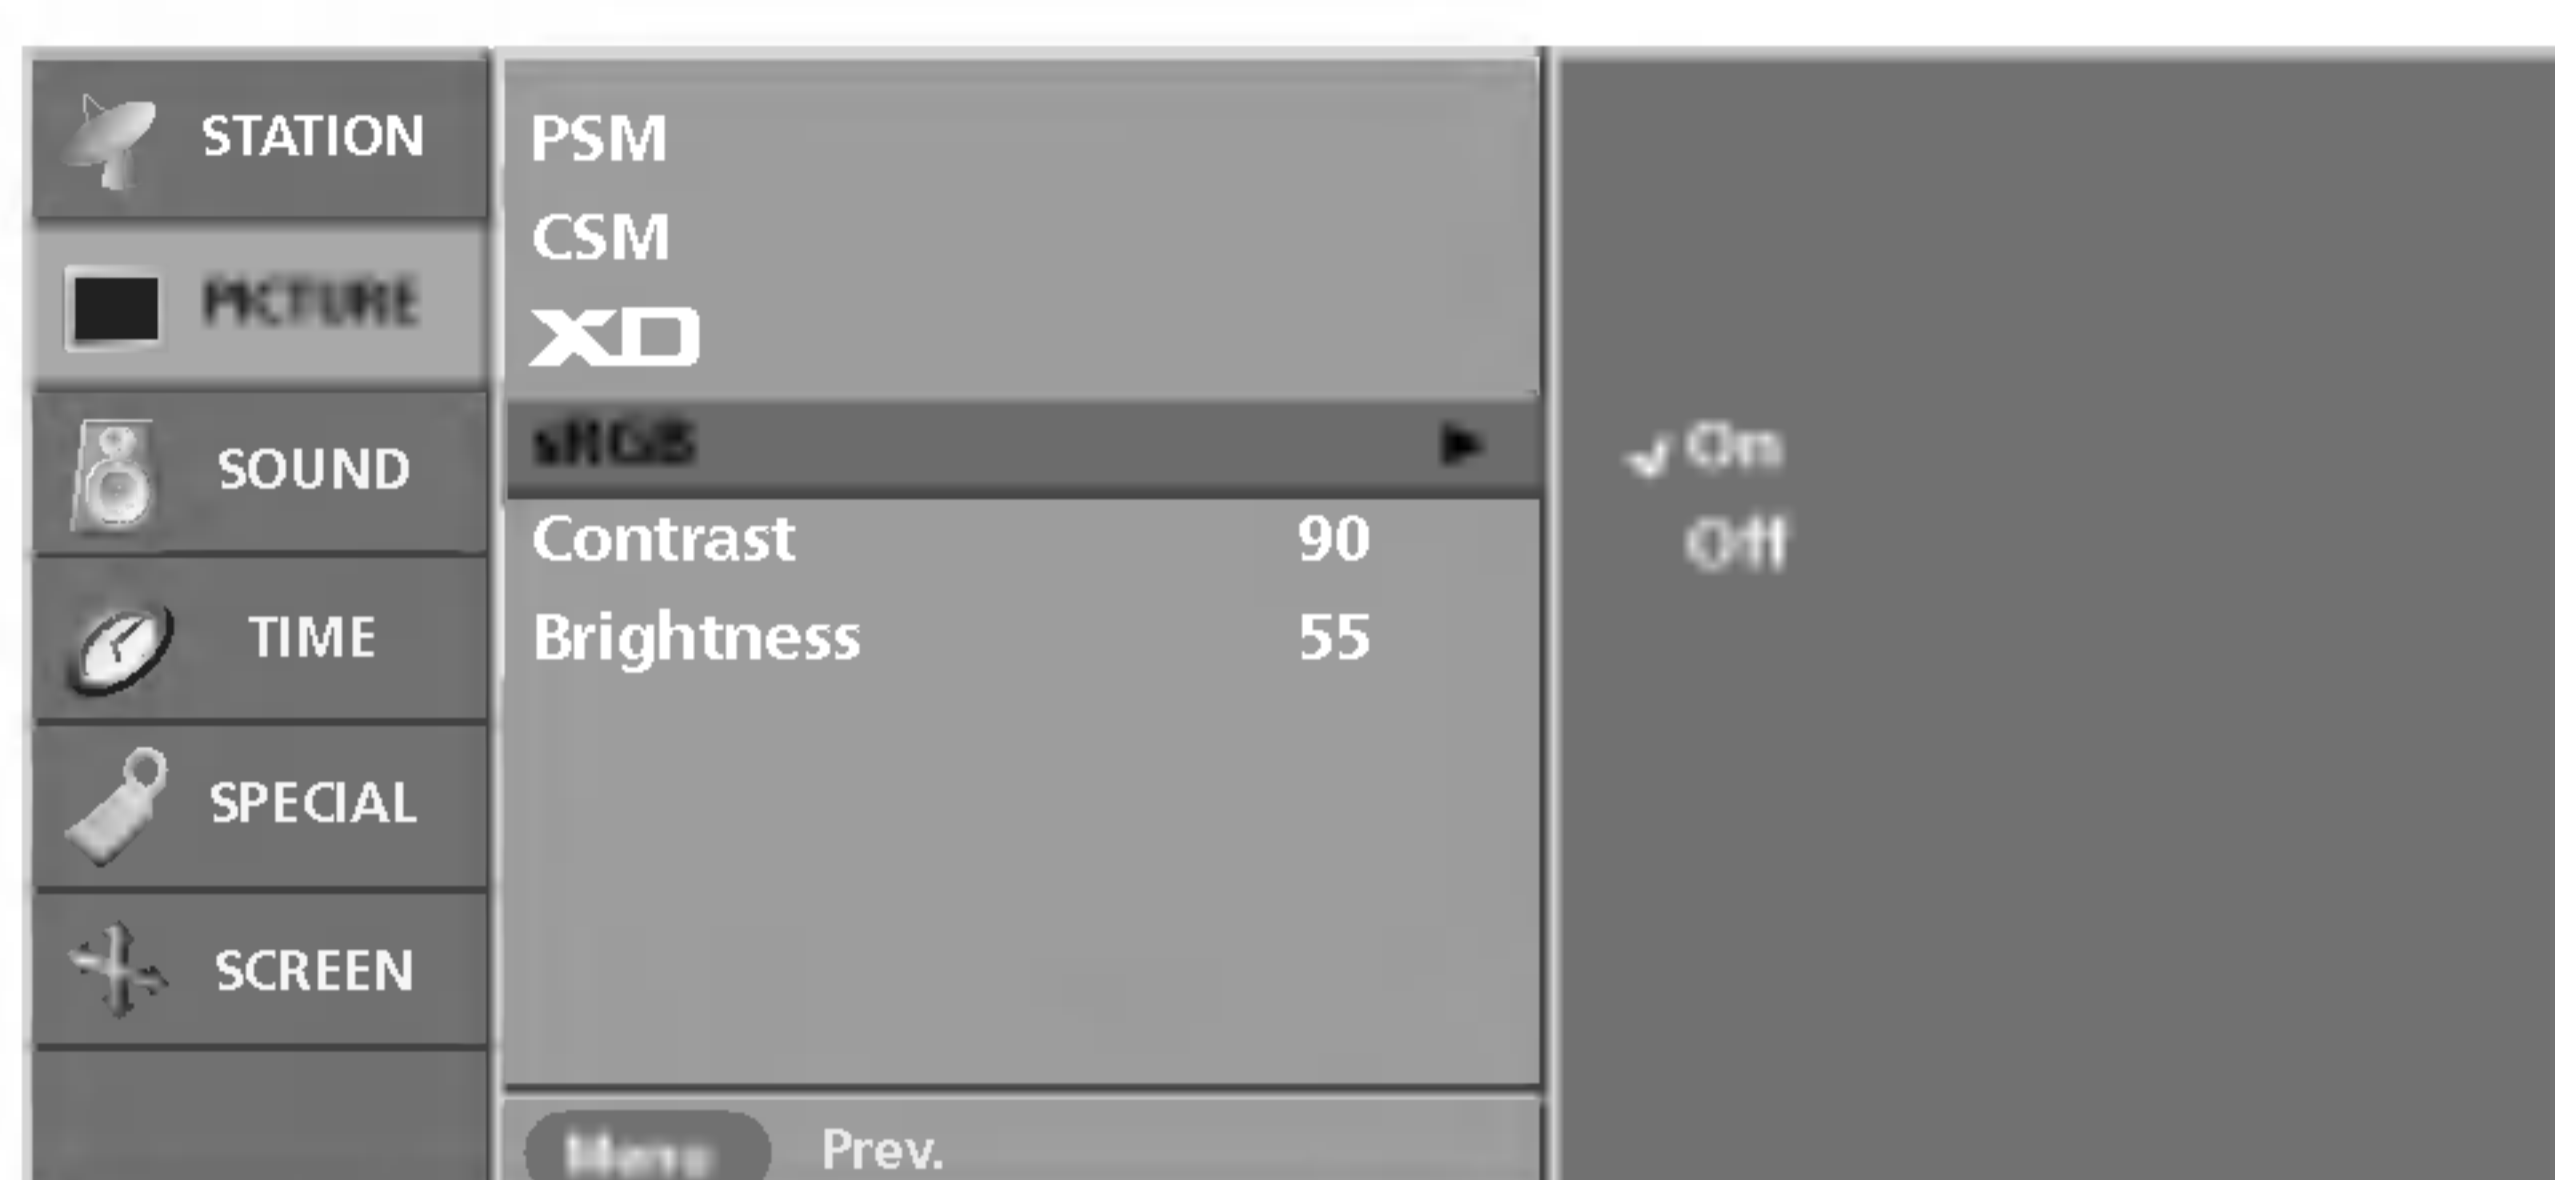 STATION
PICTURE
SOUND
TIME
SPECIAL
SCREEN
PSM
CSM
XD
sRGB
Contrast 90
Brightness 55
On
Off
Menu Prev.